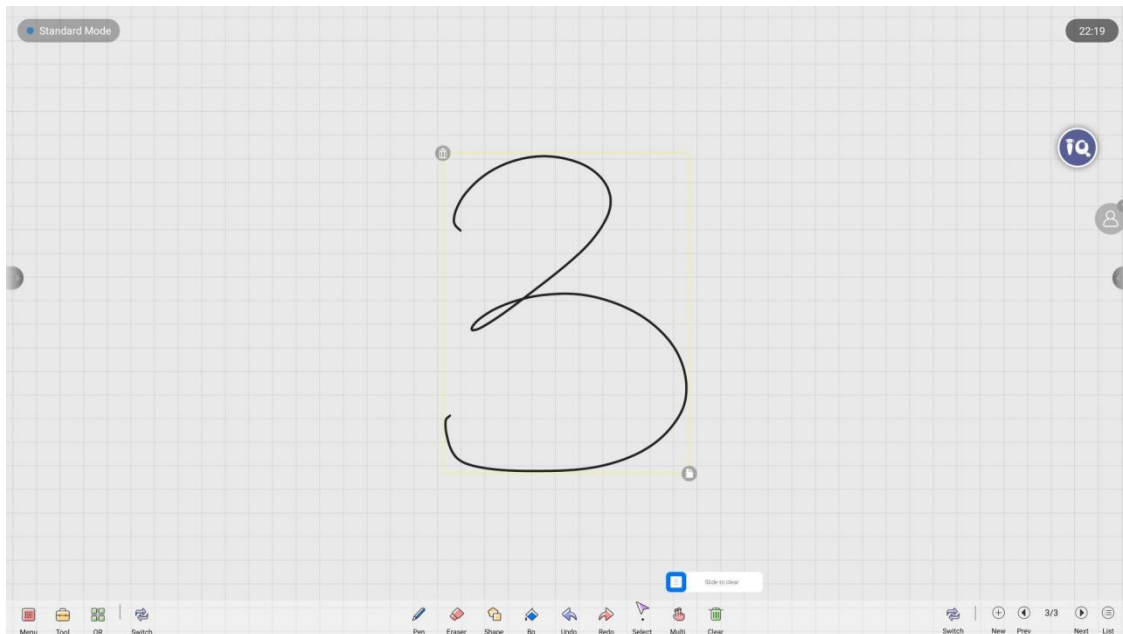 Standard Mode
22:19
iQ
3
Slide to clear
Menu Tool QR Switch Pen Eraser Shape Bg Undo Redo Select Multi Clear Switch New Prev 3/3 Next List